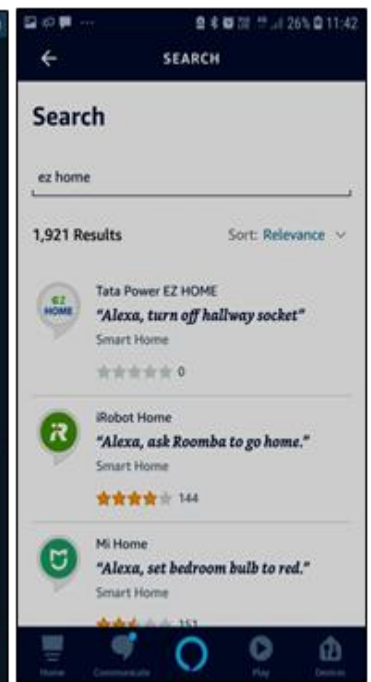 26% 11:42
SEARCH
Search
ez home
1,921 Results
Sort: Relevance
EZ
HOME
Tata Power EZ HOME
"Alexa, turn off hallway socket"
Smart Home
0
iRobot Home
"Alexa, ask Roomba to go home."
Smart Home
144
Mi Home
"Alexa, set bedroom bulb to red."
Smart Home
151
Home Communicate Play Devices